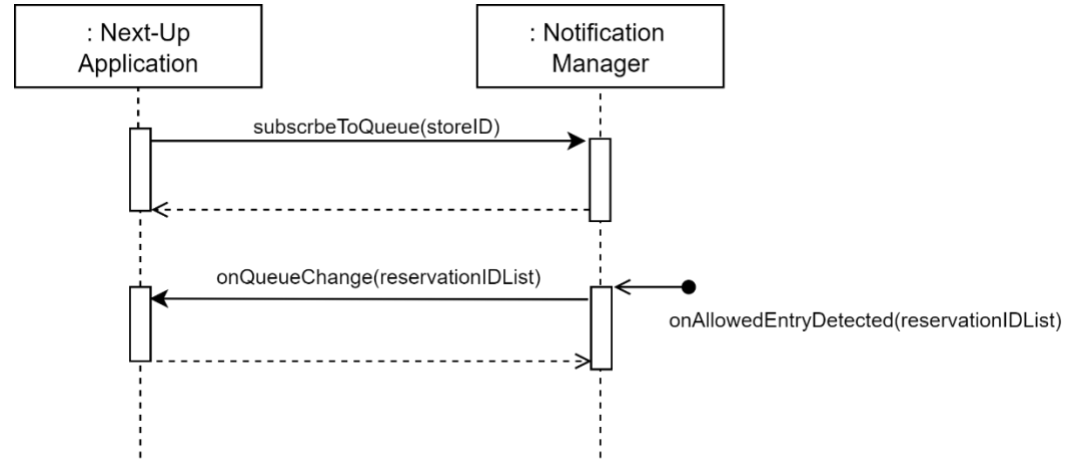 : Next-Up
Application
: Notification
Manager
subscrbeToQueue(storeID)
onQueueChange(reservationIDList)
onAllowedEntryDetected(reservationIDList)